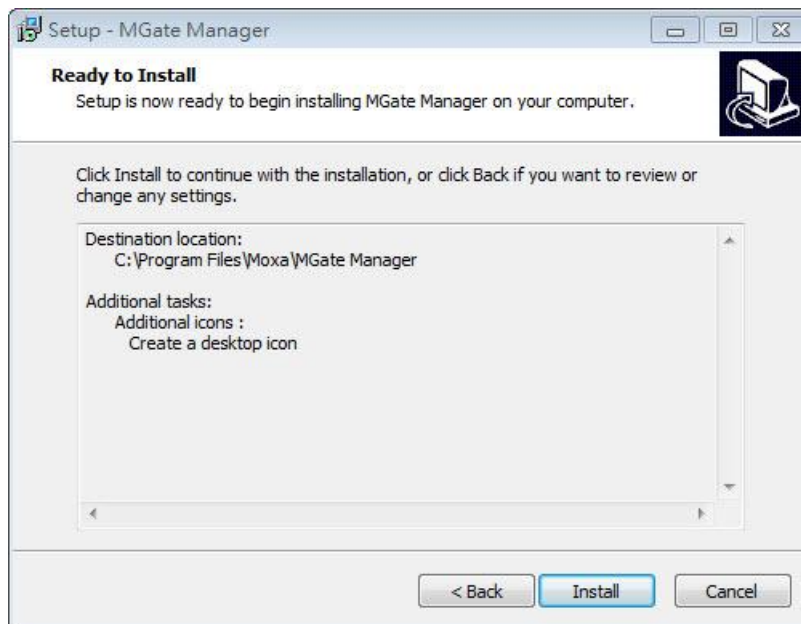 Setup - MGate Manager
Ready to Install
Setup is now ready to begin installing MGate Manager on your computer.
Click Install to continue with the installation, or click Back if you want to review or
change any settings.
Destination location:
C:\Program Files\Moxa\MGate Manager
Additional tasks:
Additional icons :
Create a desktop icon
< Back
Install
Cancel